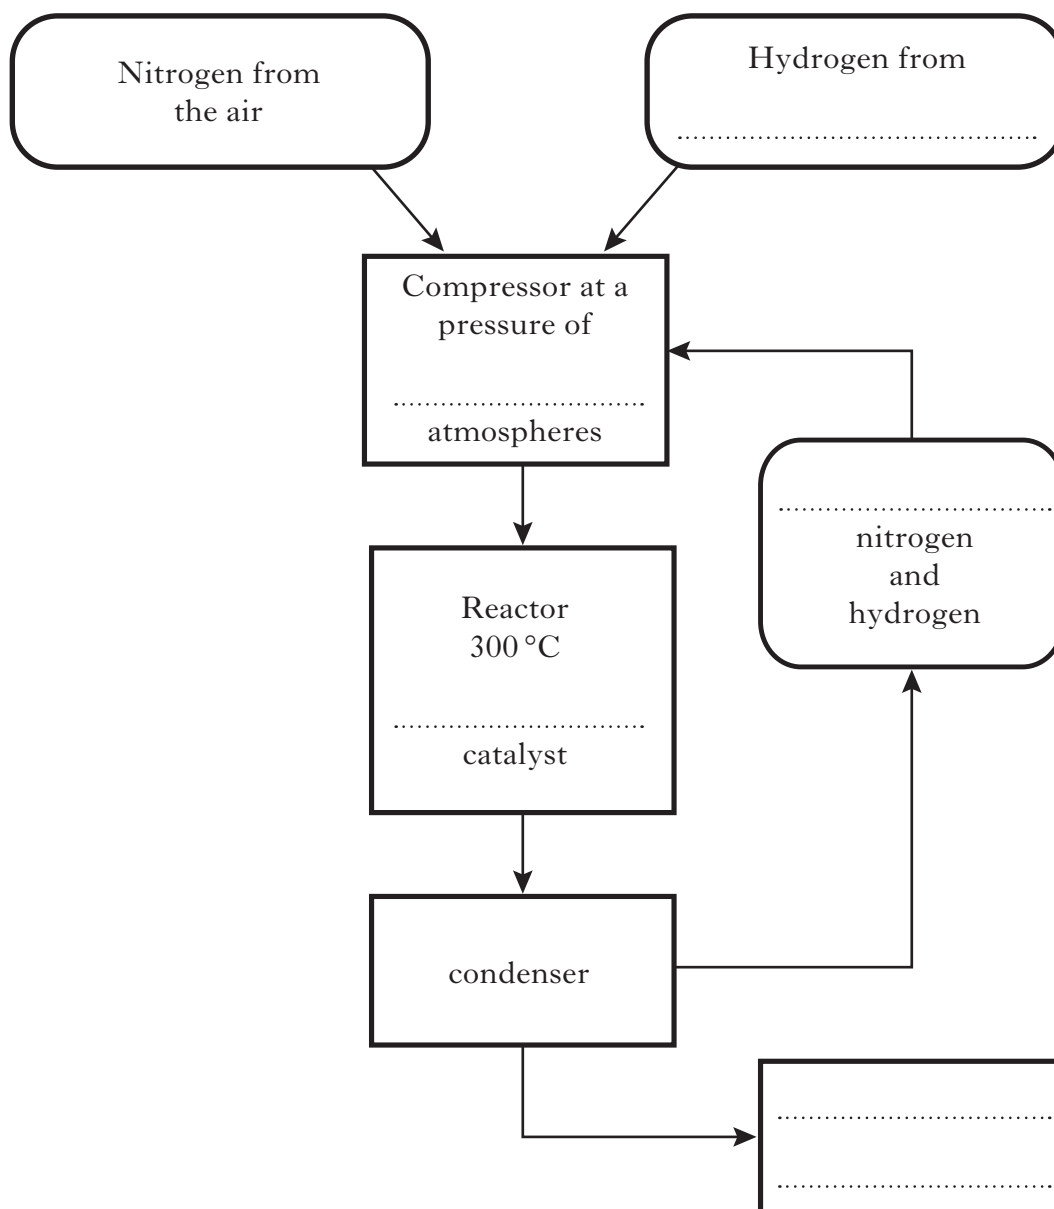 Nitrogen from
the air
Hydrogen from
Compressor at a
pressure of
atmospheres
nitrogen
and
hydrogen
Reactor
300 °C
catalyst
condenser